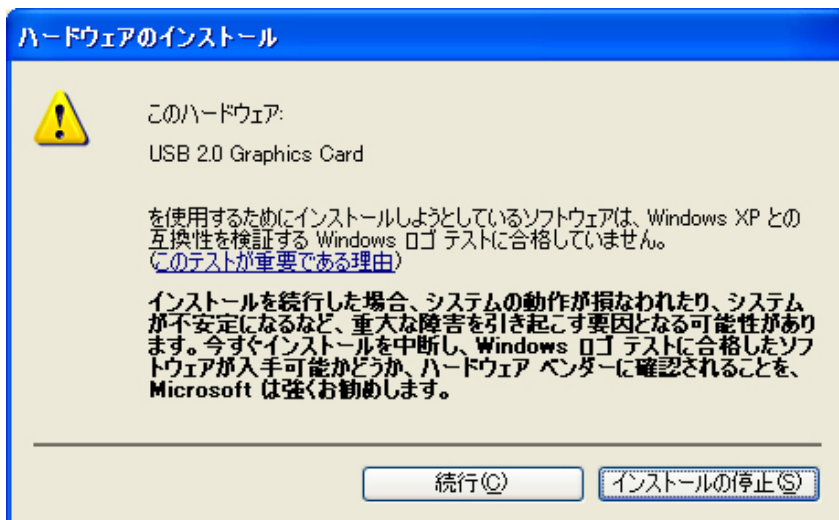 ハードウェアのインストール
このハードウェア:
USB 2.0 Graphics Card
を使用するためにインストールしようとしているソフトウェアは、Windows XP との
互換性を検証する Windows ロゴ テストに合格していません。
(このテストが重要である理由)
インストールを続行した場合、システムの動作が損なわれたり、システム
が不安定になるなど、重大な障害を引き起こす要因となる可能性があり
ます。今すぐインストールを中断し、Windows ロゴ テストに合格したソフ
トウェアが入手可能かどうか、ハードウェア ベンダーに確認されることを、
Microsoft は強くお勧めします。
続行(C) インストールの停止(S)